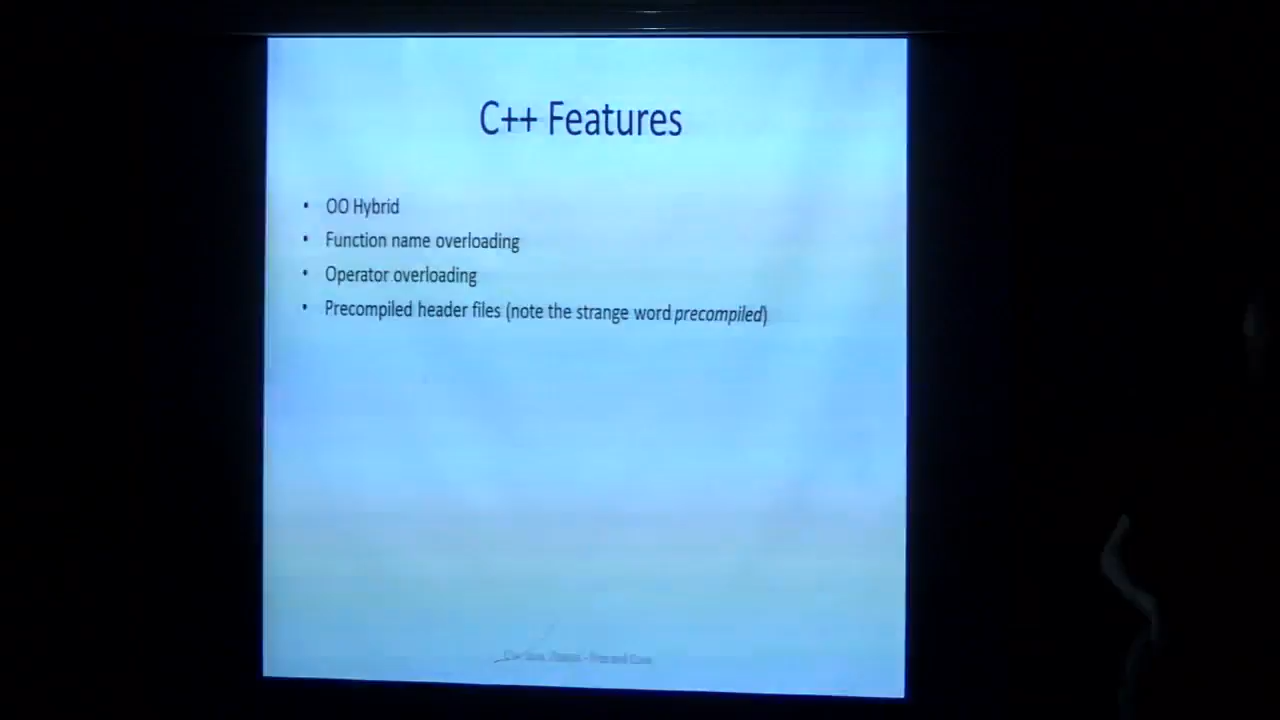 C++ Features
• OO Hybrid
• Function name overloading
• Operator overloading
• Precompiled header files (note the strange word precompiled)